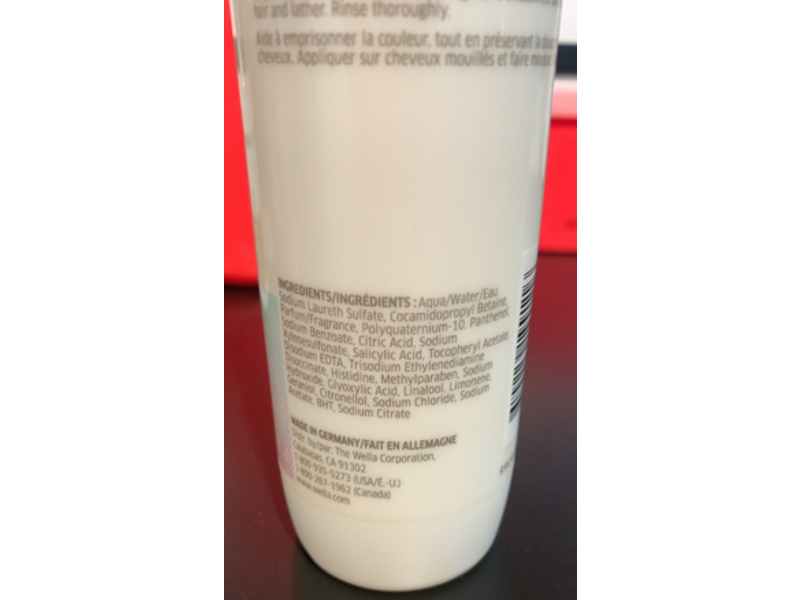 hair and lather. Rinse thoroughly.
Aide à emprisonner la couleur, tout en préservant la
cheveux. Appliquer sur cheveux mouillés et faire
INGREDIENTS/INGRÉDIENTS : Aqua/Water/Eau,
Sodium Laureth Sulfate, Cocamidopropyl Betaine,
Parfum/Fragrance, Polyquaternium-10, Panthenol,
Sodium Benzoate, Citric Acid, Sodium
Xylenesulfonate, Salicylic Acid, Tocopheryl Acetate,
Disodium EDTA, Trisodium Ethylenediamine
Disuccinate, Histidine, Methylparaben, Sodium
Hydroxide, Glyoxylic Acid, Linalool, Limonene,
Geraniol, Citronellol, Sodium Chloride, Sodium
Acetate, BHT, Sodium Citrate
MADE IN GERMANY/FAIT EN ALLEMAGNE
Distr. by/par: The Wella Corporation,
Calabasas, CA 91302
1-800-935-5273 (USA/É.-U.)
1-800-267-1962 (Canada)
www.wella.com